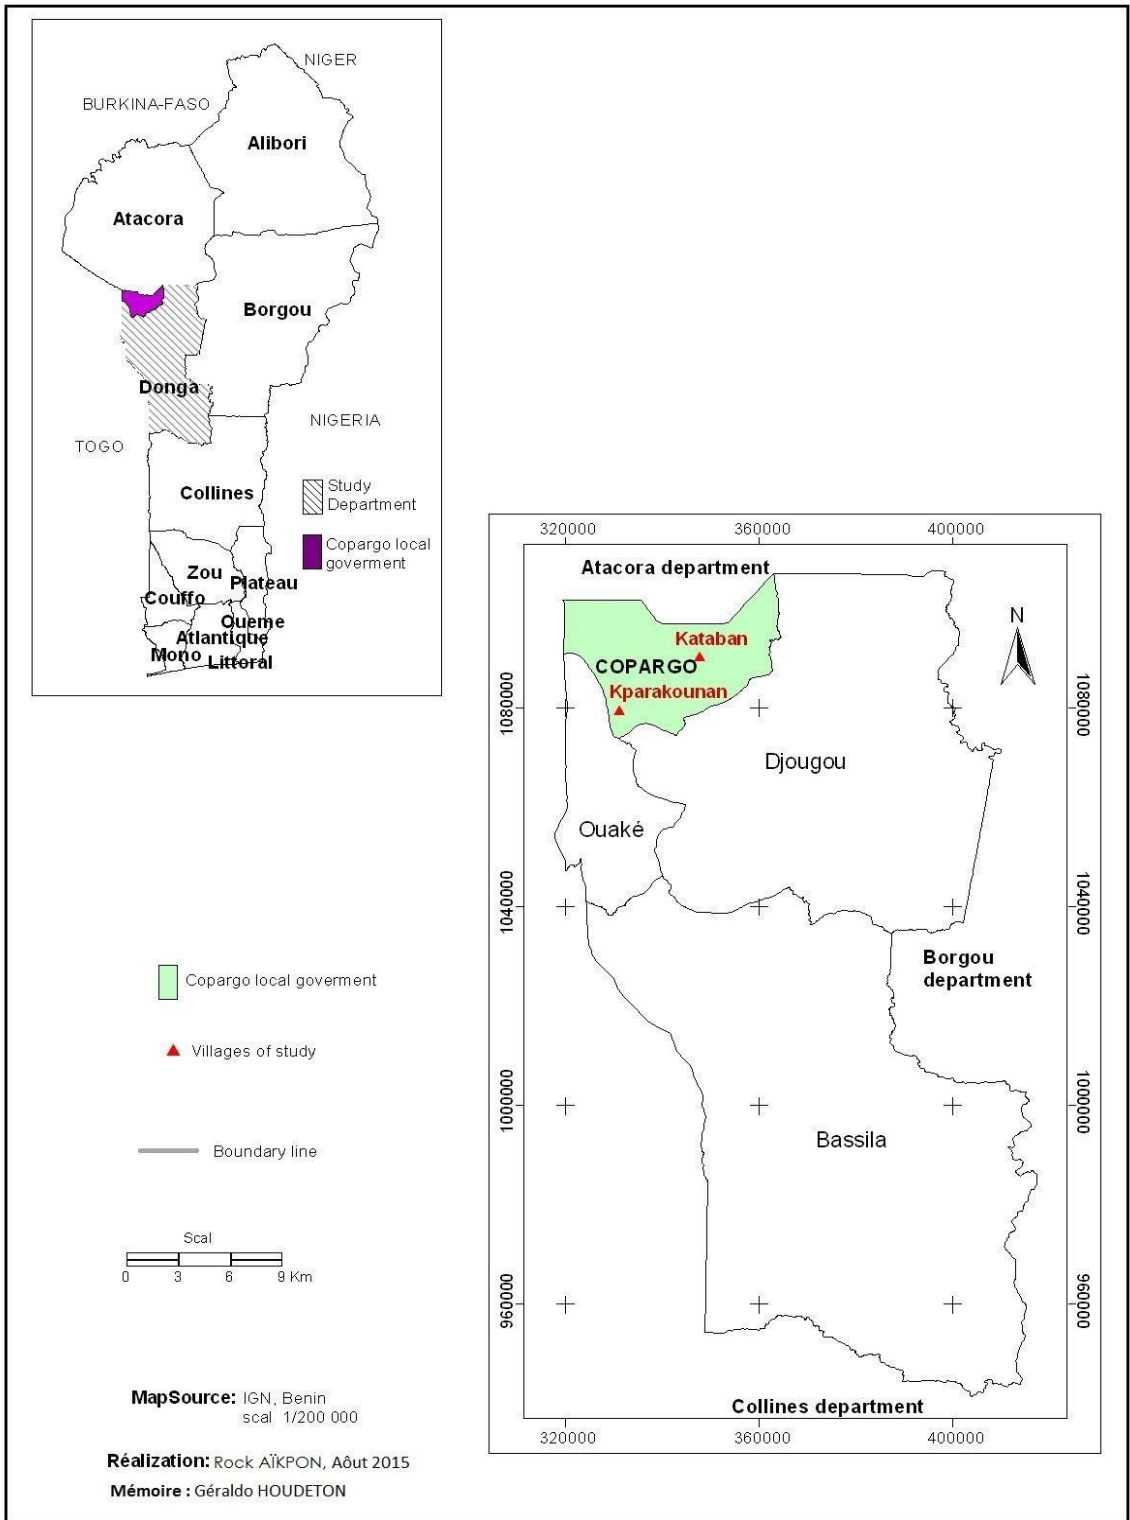 NIGER
BURKINA-FASO
Alibori
Atacora
Borgou
Donga
NIGERIA
TOGO
Collines
Study
Department
Copargo local
goverment
Zou
Plateau
Couffo
Oueme
Atlantique
Mono
Littoral
320000
360000
400000
Atacora department
N
Kataban
COPARGO
Kparakounan
1080000
1080000
Djougou
Ouaké
1040000
1040000
Borgou
department
1000000
1000000
Bassila
960000
960000
Collines department
320000
360000
400000
Copargo local goverment
Villages of study
Boundary line
Scal
0 3 6 9 Km
MapSource: IGN, Benin
scal 1/200 000
Réalization: Rock AÏKPON, Aôut 2015
Mémoire : Géraldo HOUDETON